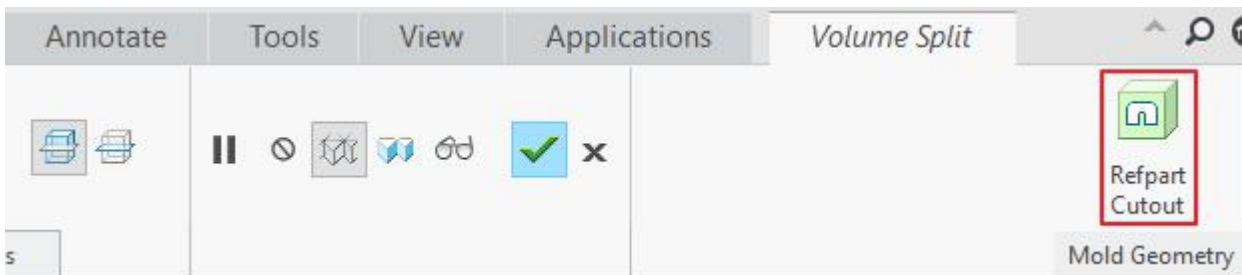 Annotate Tools View Applications Volume Split
Refpart
Cutout
s
Mold Geometry